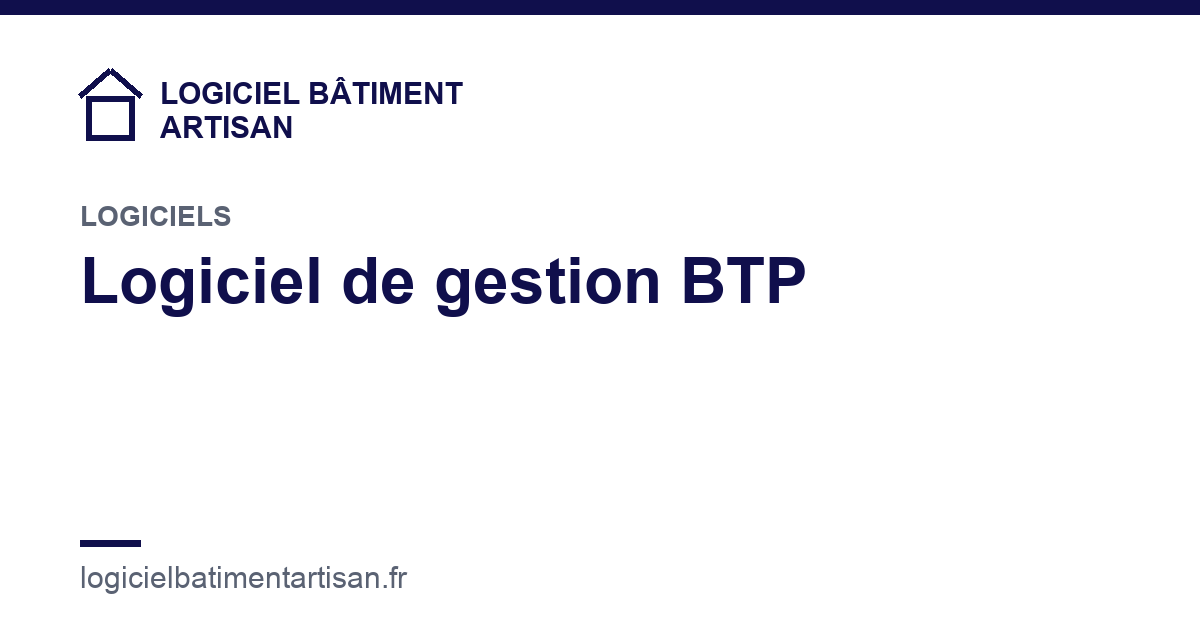 LOGICIEL BÂTIMENT
ARTISAN
LOGICIELS
Logiciel de gestion BTP
logicielbatimentartisan.fr